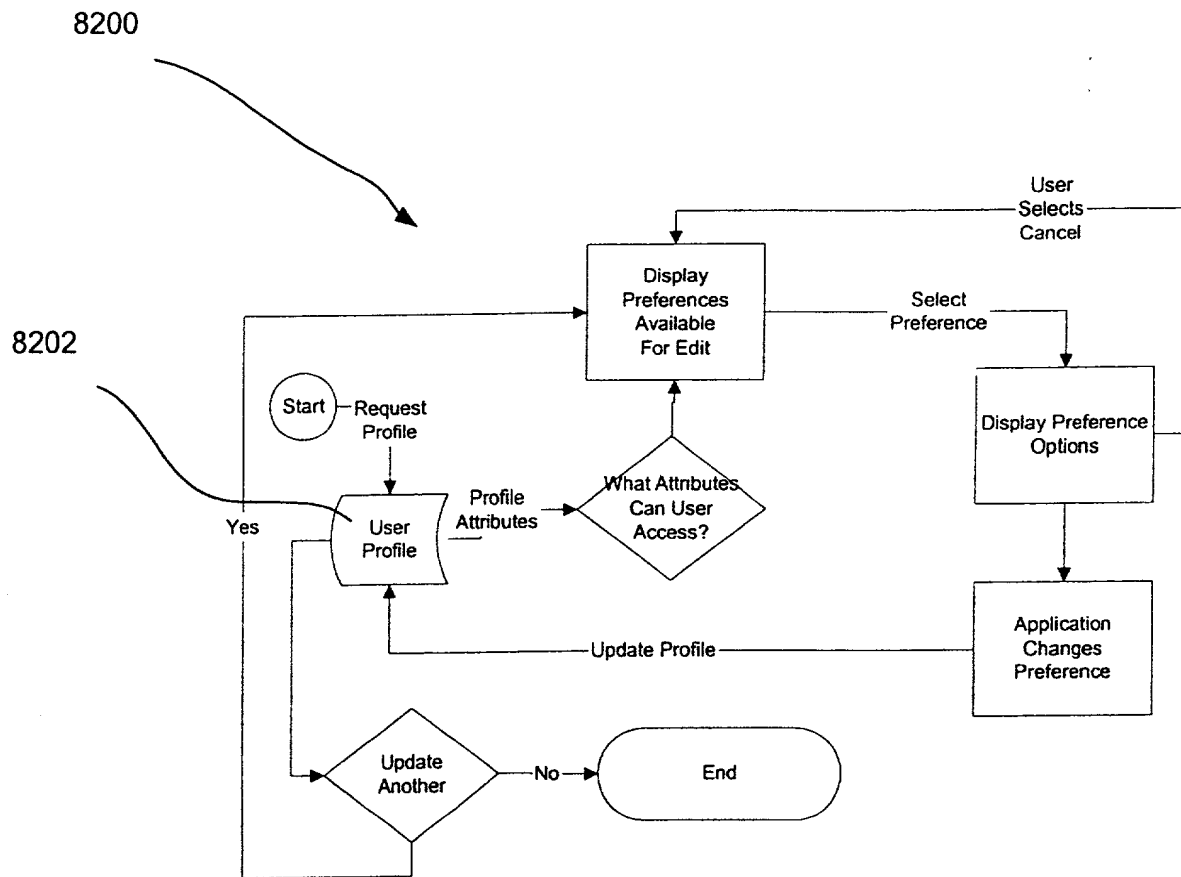 8200
User
Selects
Cancel
Display
Preferences
Available
For Edit
Select
Preference
8202
Start
Request
Profile
Display Preference
Options
What Attributes
Can User
Access?
Profile
Attributes
User
Profile
Yes
Application
Changes
Preference
Update Profile
Update
Another
No
End